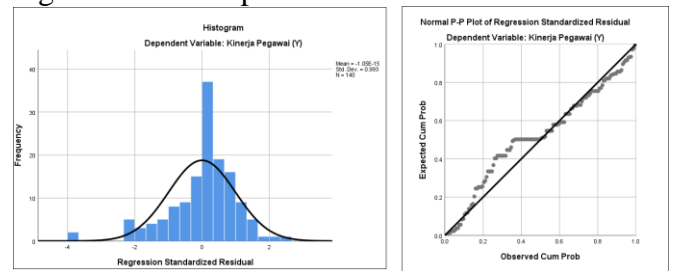 Histogram
Dependent Variable: Kinerja Pegawai (Y)
Mean = -1.05E-15
Std. Dev. = 0.993
N = 140
40
30
20
10
0
Frequency
-4
-2
0
2
Regression Standardized Residual
Normal P-P Plot of Regression Standardized Residual
Dependent Variable: Kinerja Pegawai (Y)
1.0
0.8
0.6
0.4
0.2
0.0
Expected Cum Prob
0.0
0.2
0.4
0.6
0.8
1.0
Observed Cum Prob